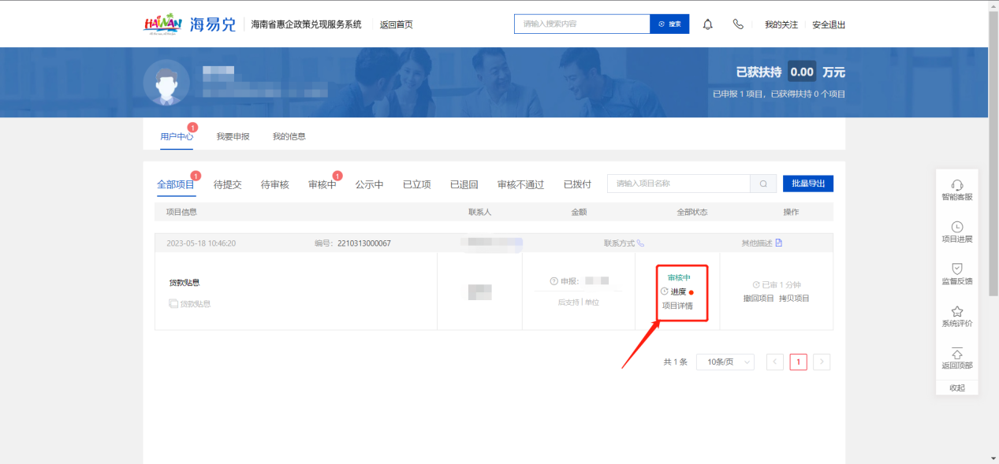 HAINAN 海易兑 海南省惠企政策兑现服务系统 返回首页 请输入搜索内容 搜索 我的关注 安全退出
已获扶持 0.00 万元
已申报 1 项目，已获得扶持 0 个项目
用户中心 1 我要申报 我的信息
全部项目 1 待提交 待审核 审核中 1 公示中 已立项 已退回 审核不通过 已拨付 请输入项目名称 批量导出
项目信息 联系人 金额 全部状态 操作
2023-05-18 10:46:20 编号：2210313000067 联系方式 其他描述
贷款贴息
贷款贴息
申报：
后支持 | 单位
审核中
进度
项目详情
已审 1 分钟
撤回项目 拷贝项目
共 1 条 10条/页 1
智能客服
项目进展
监督反馈
系统评价
返回顶部
收起